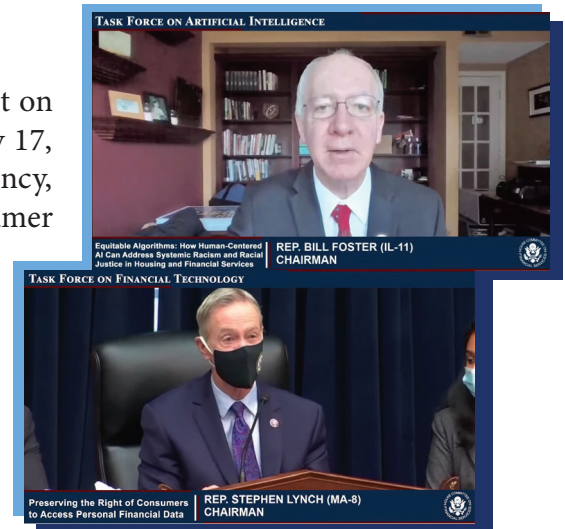 t on
y 17,
ncy,
umer
TASK FORCE ON ARTIFICIAL INTELLIGENCE
Equitable Algorithms: How Human-Centered
AI Can Address Systemic Racism and Racial
Justice in Housing and Financial Services
REP. BILL FOSTER (IL-11)
CHAIRMAN
TASK FORCE ON FINANCIAL TECHNOLOGY
Preserving the Right of Consumers
to Access Personal Financial Data
REP. STEPHEN LYNCH (MA-8)
CHAIRMAN